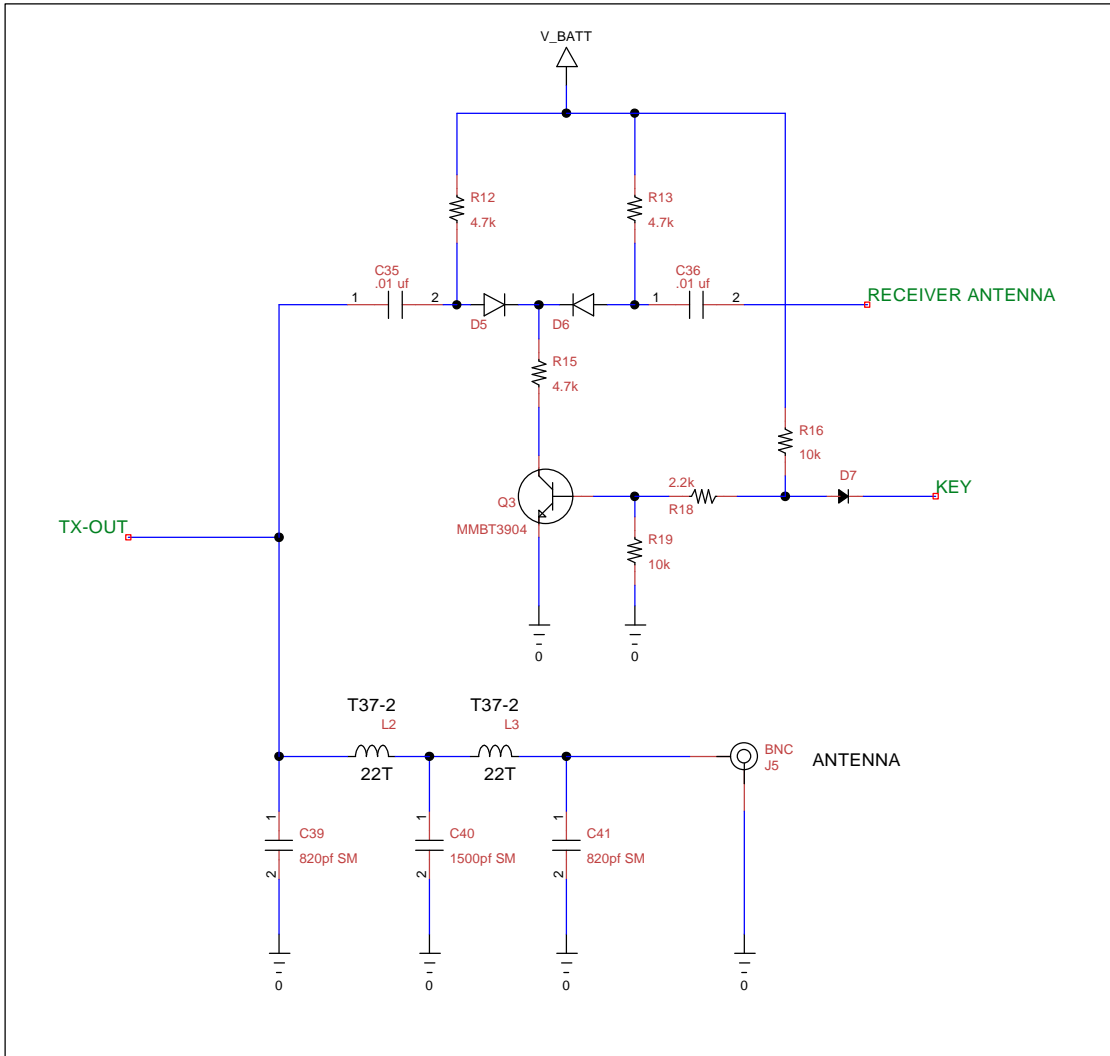 V_BATT
R12
4.7k
R13
4.7k
C35
.01 uf
1
2
D5
D6
C36
.01 uf
1
2
RECEIVER ANTENNA
R15
4.7k
R16
10k
D7
KEY
2.2k
R18
Q3
MMBT3904
R19
10k
TX-OUT
0
0
T37-2
L2
22T
T37-2
L3
22T
BNC
J5
ANTENNA
1
C39
820pf SM
2
1
C40
1500pf SM
2
1
C41
820pf SM
2
0
0
0
0